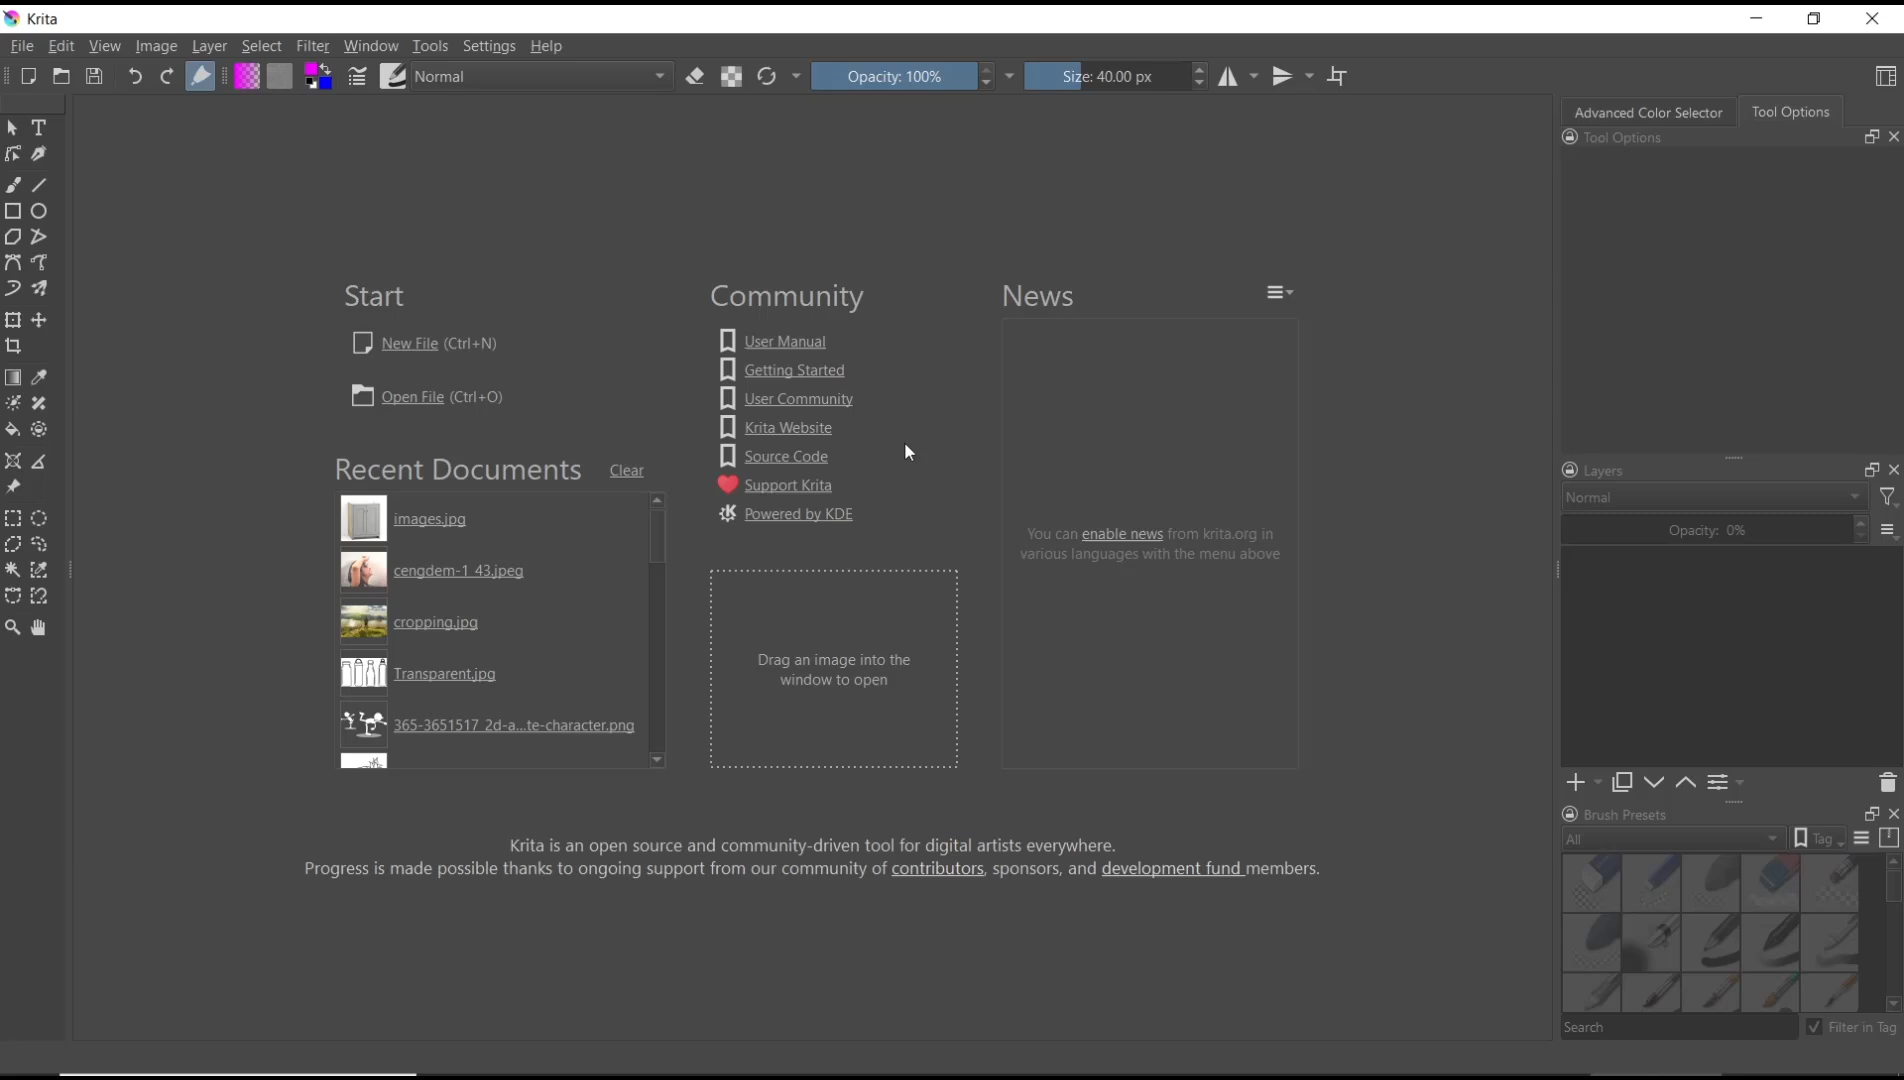 Krita
File Edit View Image Layer Select Filter Window Tools Settings Help
Normal Opacity: 100% Size: 40.00 px
Advanced Color Selector Tool Options
Tool Options
Start
New File (Ctrl+N)
Open File (Ctrl+O)
Recent Documents Clear
images.jpg
cengdem-1 43.jpeg
cropping.jpg
Transparent.jpg
365-3651517 2d-a...te-character.png
Community
User Manual
Getting Started
User Community
Krita Website
Source Code
Support Krita
Powered by KDE
Drag an image into the
window to open
News
You can enable news from krita.org in
various languages with the menu above
Krita is an open source and community-driven tool for digital artists everywhere.
Progress is made possible thanks to ongoing support from our community of contributors, sponsors, and development fund members.
Layers
Normal
Opacity: 0%
Brush Presets
All Tag
Search Filter in Tag